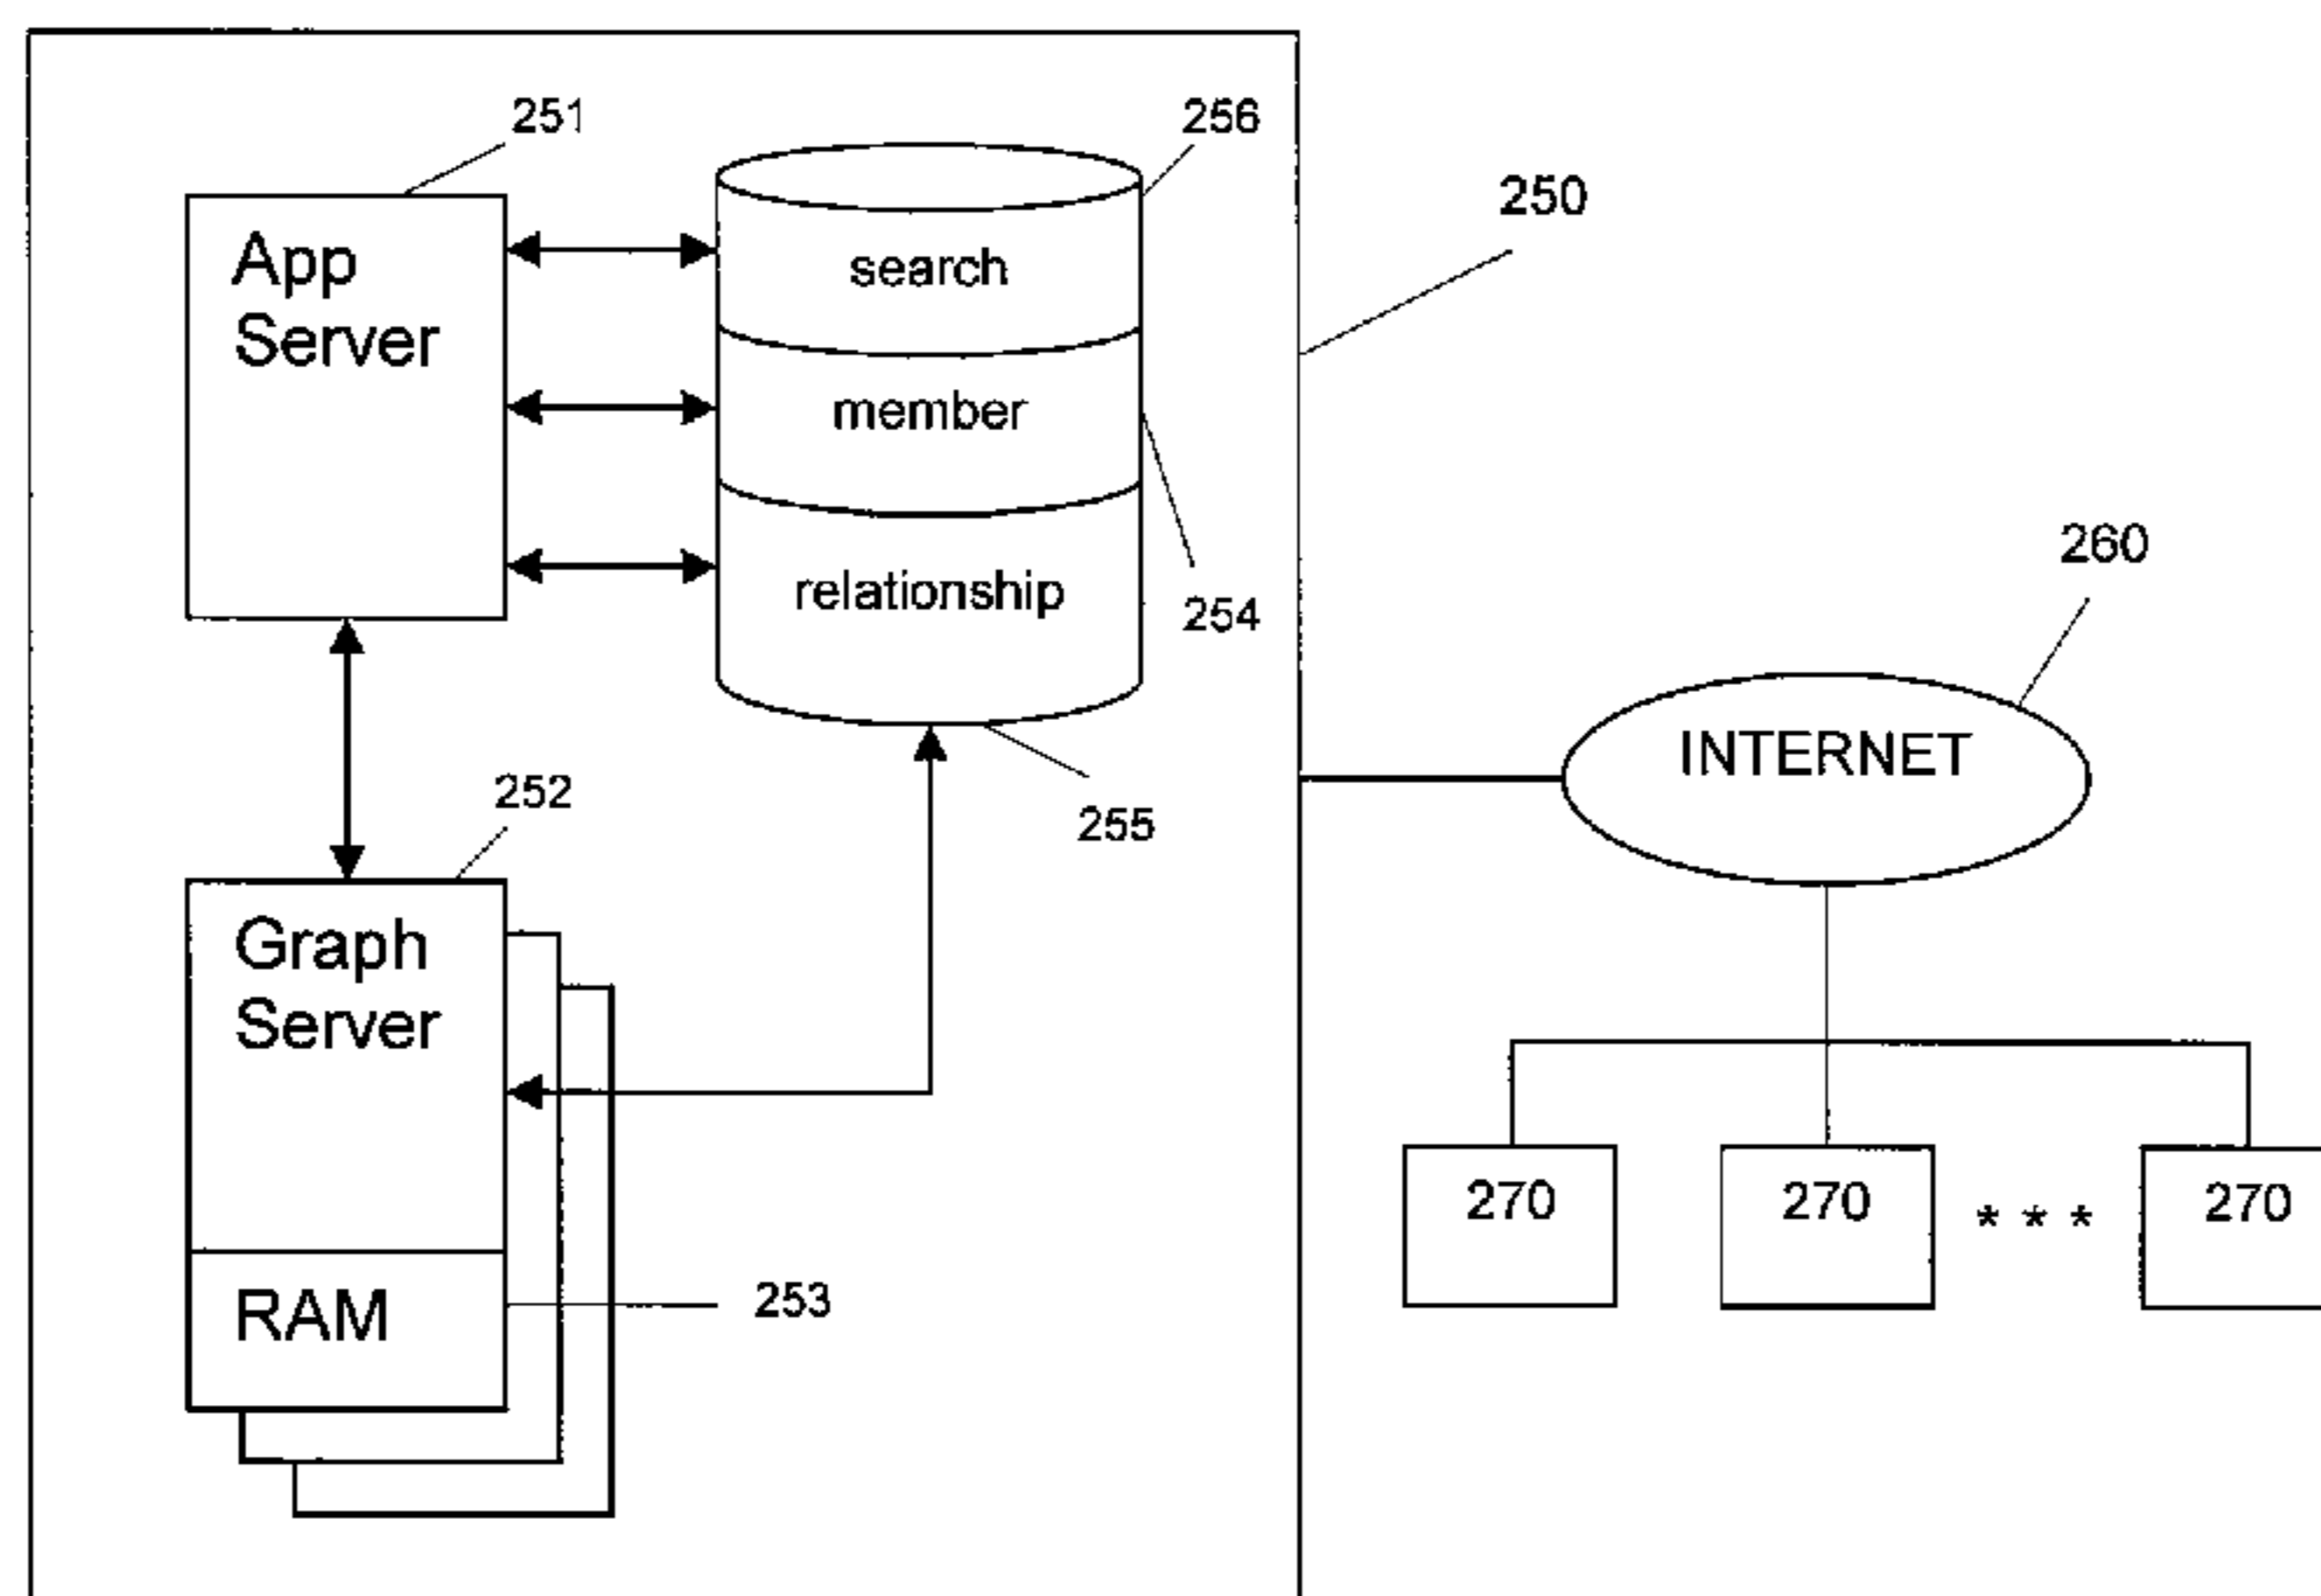 251
256
250
App
Server
search
member
254
relationship
260
INTERNET
252
255
Graph
Server
270
270
* * *
270
RAM
253